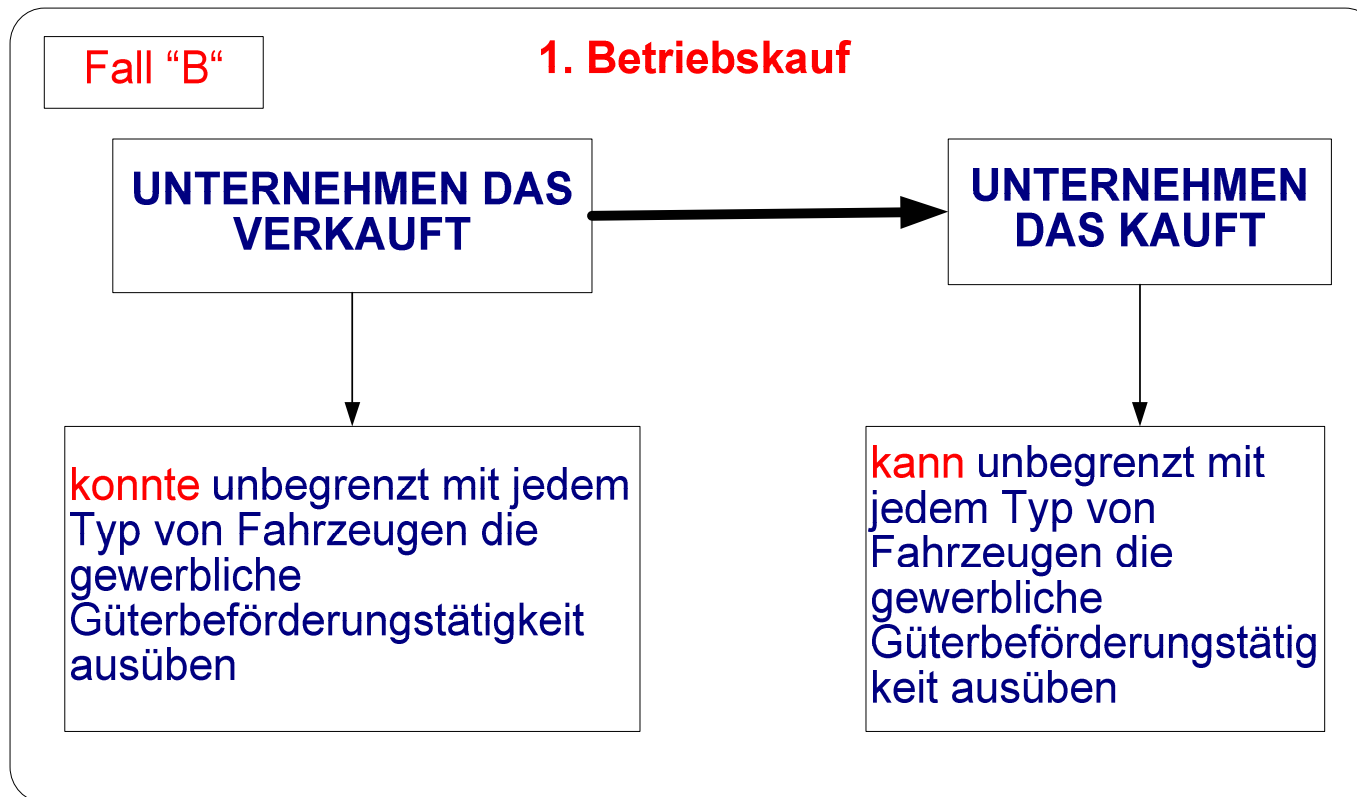 Fall “B“
1. Betriebskauf
UNTERNEHMEN DAS
VERKAUFT
UNTERNEHMEN
DAS KAUFT
konnte unbegrenzt mit jedem
Typ von Fahrzeugen die
gewerbliche
Güterbeförderungstätigkeit
ausüben
kann unbegrenzt mit
jedem Typ von
Fahrzeugen die
gewerbliche
Güterbeförderungstätig
keit ausüben